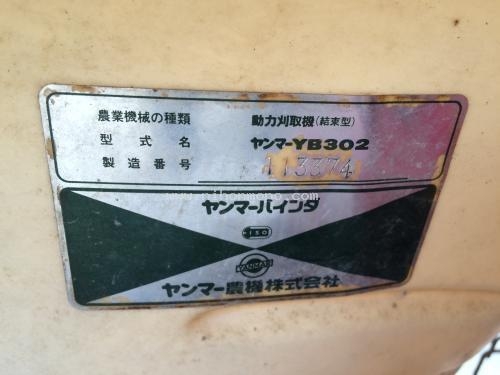 農業機械の種類 動力刈取機(結束型)
型式名 ヤンマーYB302
製造番号 113374
ヤンマーバインダ
ISO
YANMAR
ヤンマー農機株式会社